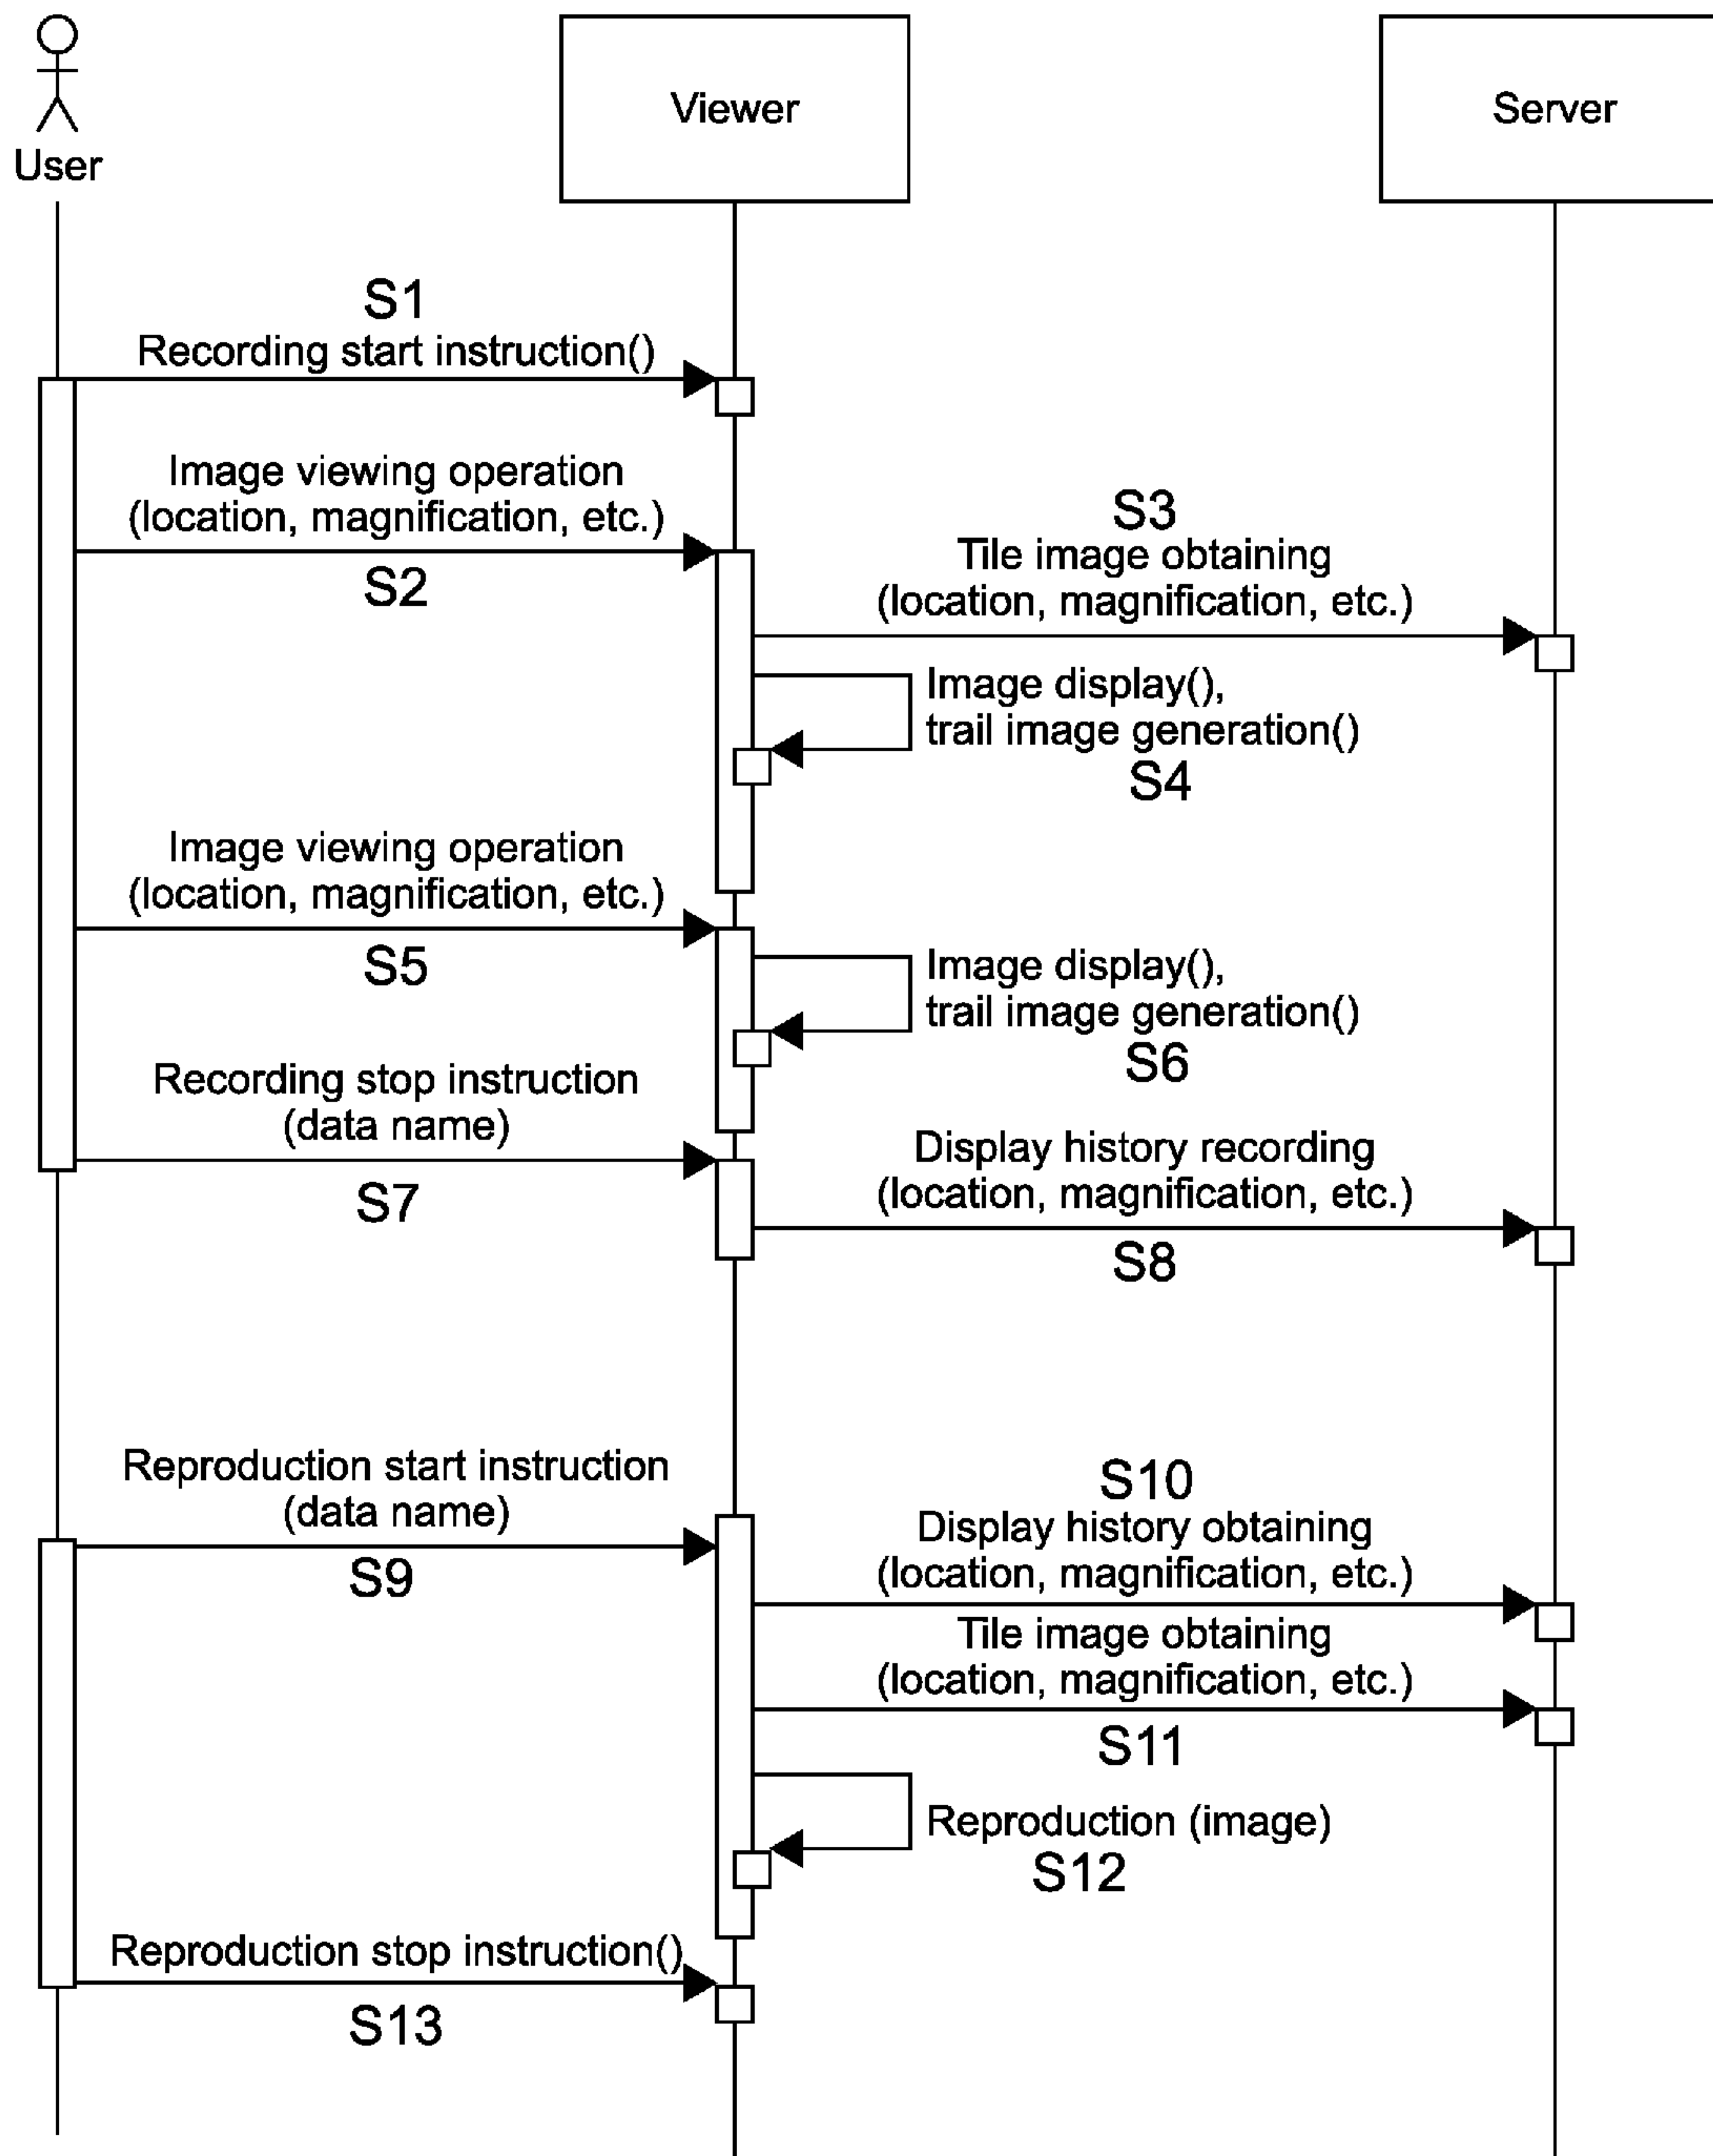 User
Viewer
Server
S1
Recording start instruction()
Image viewing operation
(location, magnification, etc.)
S2
S3
Tile image obtaining
(location, magnification, etc.)
Image display(),
trail image generation()
S4
Image viewing operation
(location, magnification, etc.)
S5
Image display(),
trail image generation()
S6
Recording stop instruction
(data name)
S7
Display history recording
(location, magnification, etc.)
S8
Reproduction start instruction
(data name)
S9
S10
Display history obtaining
(location, magnification, etc.)
Tile image obtaining
(location, magnification, etc.)
S11
Reproduction (image)
S12
Reproduction stop instruction()
S13